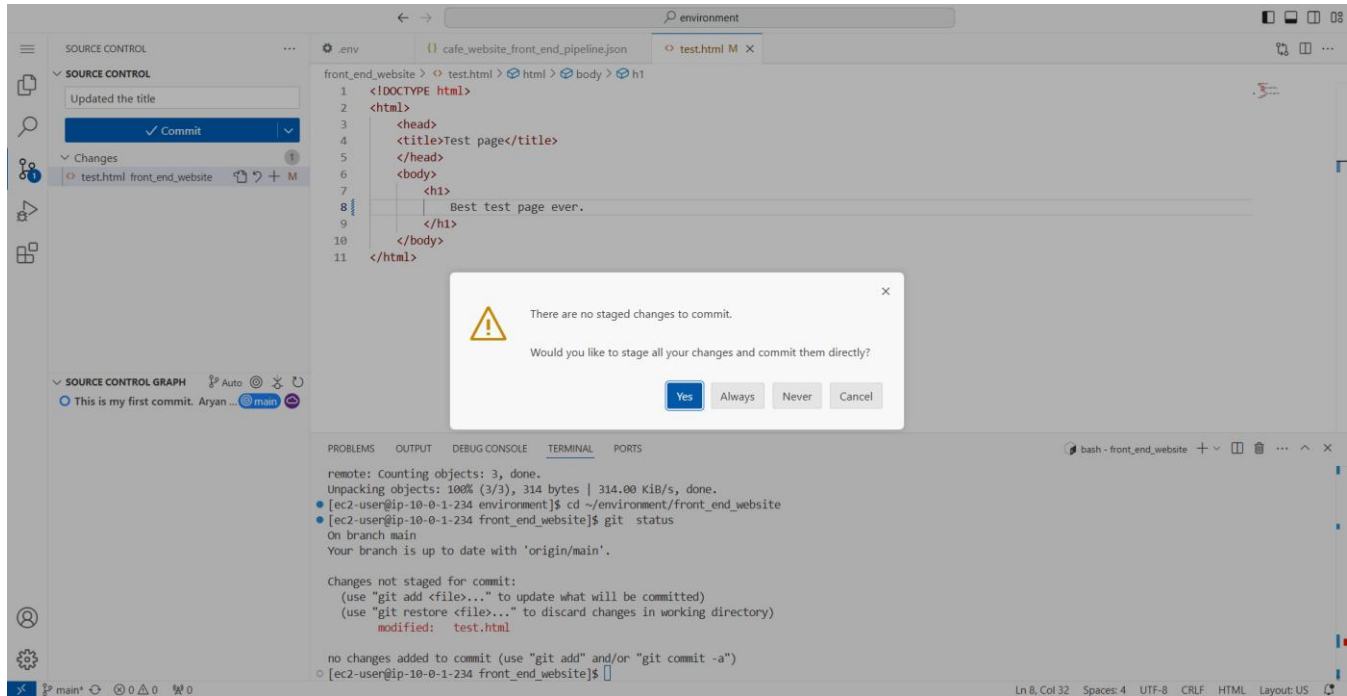 environment
SOURCE CONTROL ...
SOURCE CONTROL
Updated the title
Commit
Changes 1
test.html front_end_website M
1
SOURCE CONTROL GRAPH Auto
This is my first commit. Aryan ... main
.env
{} cafe_website_front_end_pipeline.json
<> test.html M
...
front_end_website > <> test.html > html > body > h1
1 <!DOCTYPE html>
2 <html>
3 <head>
4 <title>Test page</title>
5 </head>
6 <body>
7 <h1>
8 Best test page ever.
9 </h1>
10 </body>
11 </html>
There are no staged changes to commit.
Would you like to stage all your changes and commit them directly?
Yes Always Never Cancel
PROBLEMS OUTPUT DEBUG CONSOLE TERMINAL PORTS
bash - front_end_website
remote: Counting objects: 3, done.
Unpacking objects: 100% (3/3), 314 bytes | 314.00 KiB/s, done.
[ec2-user@ip-10-0-1-234 environment]$ cd ~/environment/front_end_website
[ec2-user@ip-10-0-1-234 front_end_website]$ git  status
On branch main
Your branch is up to date with 'origin/main'.
Changes not staged for commit:
(use "git add <file>..." to update what will be committed)
(use "git restore <file>..." to discard changes in working directory)
modified: test.html
no changes added to commit (use "git add" and/or "git commit -a")
[ec2-user@ip-10-0-1-234 front_end_website]$
main* 0 0 0
Ln 8, Col 32 Spaces: 4 UTF-8 CRLF HTML Layout: US